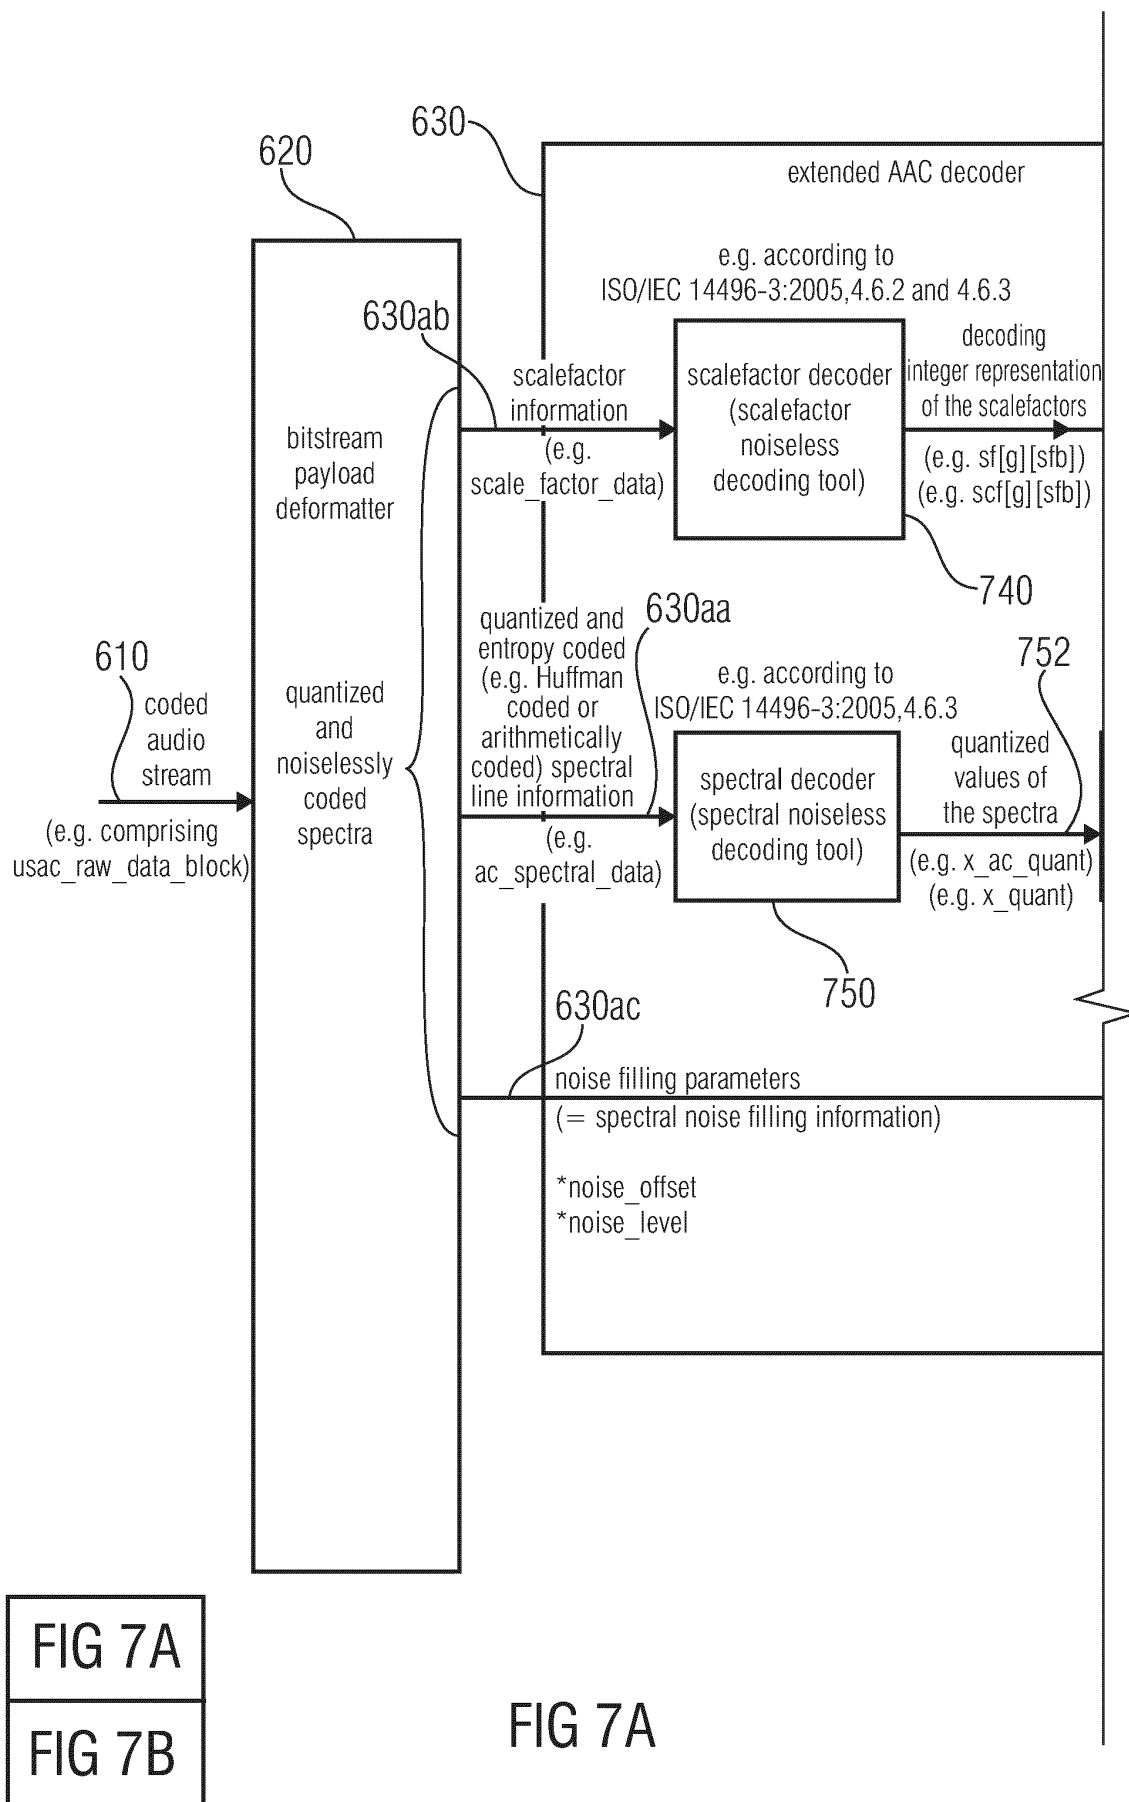 630
620
extended AAC decoder
e.g. according to
ISO/IEC 14496-3:2005,4.6.2 and 4.6.3
630ab
scalefactor
information
(e.g.
scale_factor_data)
scalefactor decoder
(scalefactor
noiseless
decoding tool)
decoding
integer representation
of the scalefactors
(e.g. sf[g][sfb])
(e.g. scf[g][sfb])
740
bitstream
payload
deformatter
610
coded
audio
stream
(e.g. comprising
usac_raw_data_block)
quantized
and
noiselessly
coded
spectra
quantized and
entropy coded
(e.g. Huffman
coded or
arithmetically
coded) spectral
line information
(e.g.
ac_spectral_data)
630aa
e.g. according to
ISO/IEC 14496-3:2005,4.6.3
spectral decoder
(spectral noiseless
decoding tool)
750
752
quantized
values of
the spectra
(e.g. x_ac_quant)
(e.g. x_quant)
630ac
noise filling parameters
(= spectral noise filling information)
*noise_offset
*noise_level
FIG 7A
FIG 7B
FIG 7A